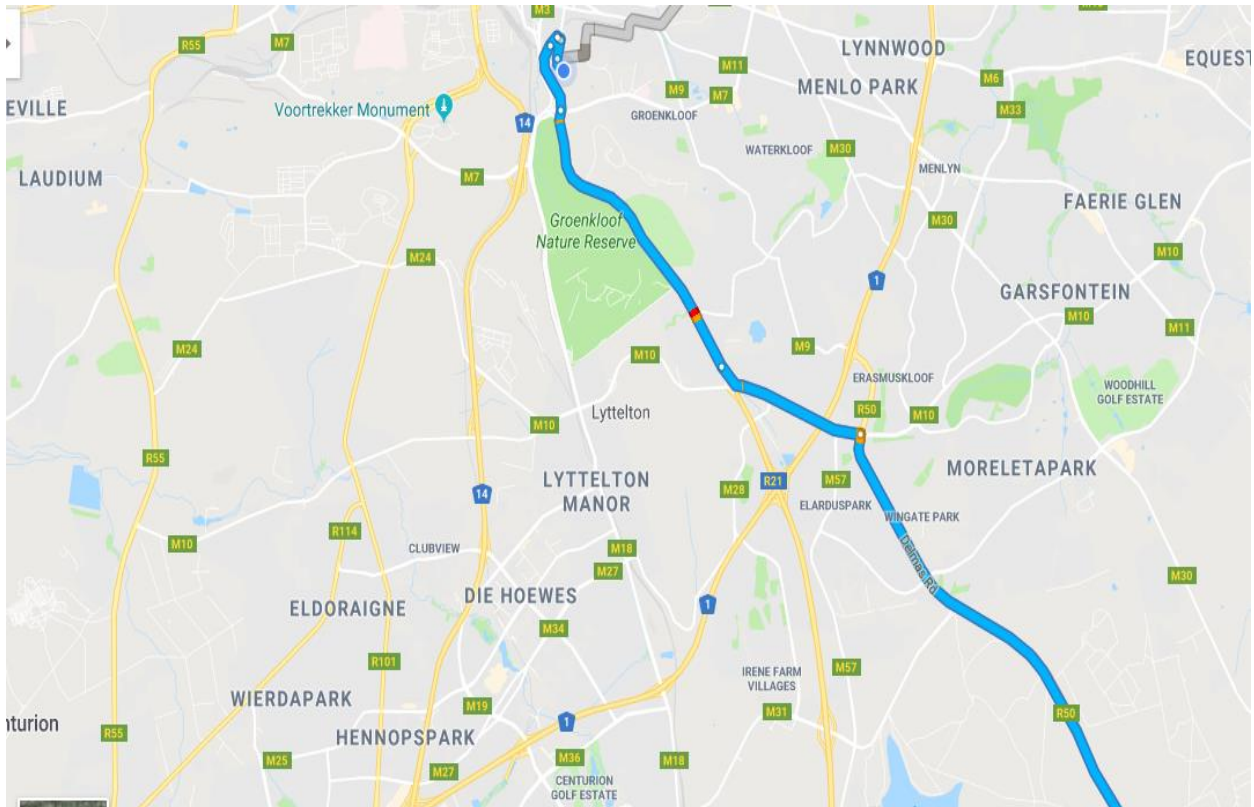 M3
R55
M7
LYNNWOOD
EQUEST
M11
M6
MENLO PARK
M9
M7
M33
EVILLE
Voortrekker Monument
14
GROENKLOOF
WATERKLOOF
M30
MENLYN
LAUDIUM
M7
FAERIE GLEN
Groenkloof
Nature Reserve
M30
M10
M24
1
GARSFONTEIN
M10
M11
M24
M10
M9
ERASMUSKLOOF
WOODHILL
GOLF ESTATE
Lyttelton
R50
M10
M10
R55
MORELETAPARK
LYTTELTON
MANOR
14
M28
R21
M57
ELARDUSPARK
WINGATE PARK
R114
M10
CLUBVIEW
M18
Delmas Rd
M27
M30
ELDORAIGNE
DIE HOEWES
1
M34
R101
IRENE FARM
VILLAGES
M57
WIERDAPARK
M19
M31
R50
nturion
R55
HENNOPSPARK
1
M25
M27
M36
M18
CENTURION
GOLF ESTATE